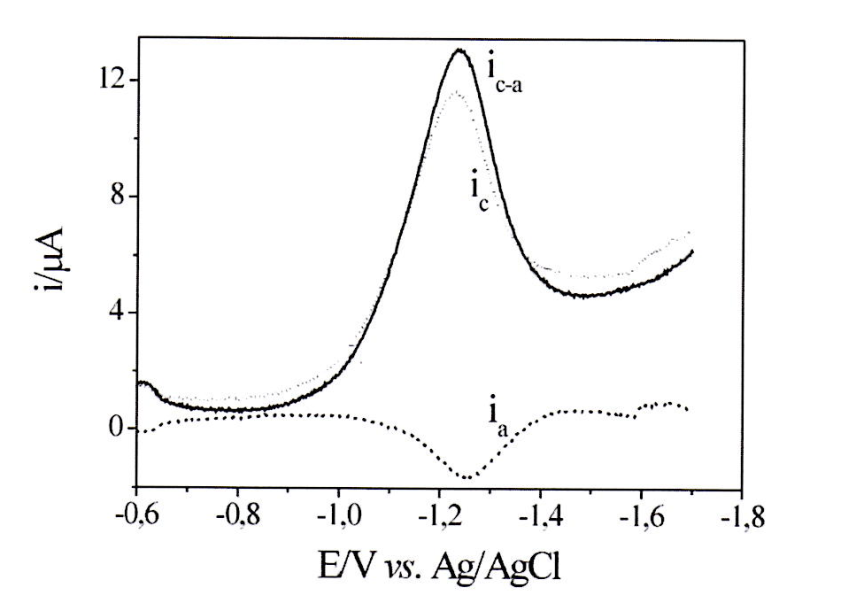 i/μA
12
8
4
0
i c-a
i c
i a
-0,6 -0,8 -1,0 -1,2 -1,4 -1,6 -1,8
E/V vs. Ag/AgCl